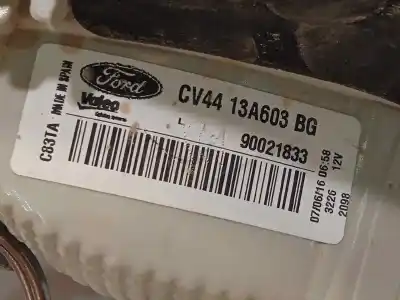 C83TA
MADE IN SPAIN
Ford
Valeo
CV44 13A603 BG
L
90021833
07/06/16 06:58
3226 12V
2098